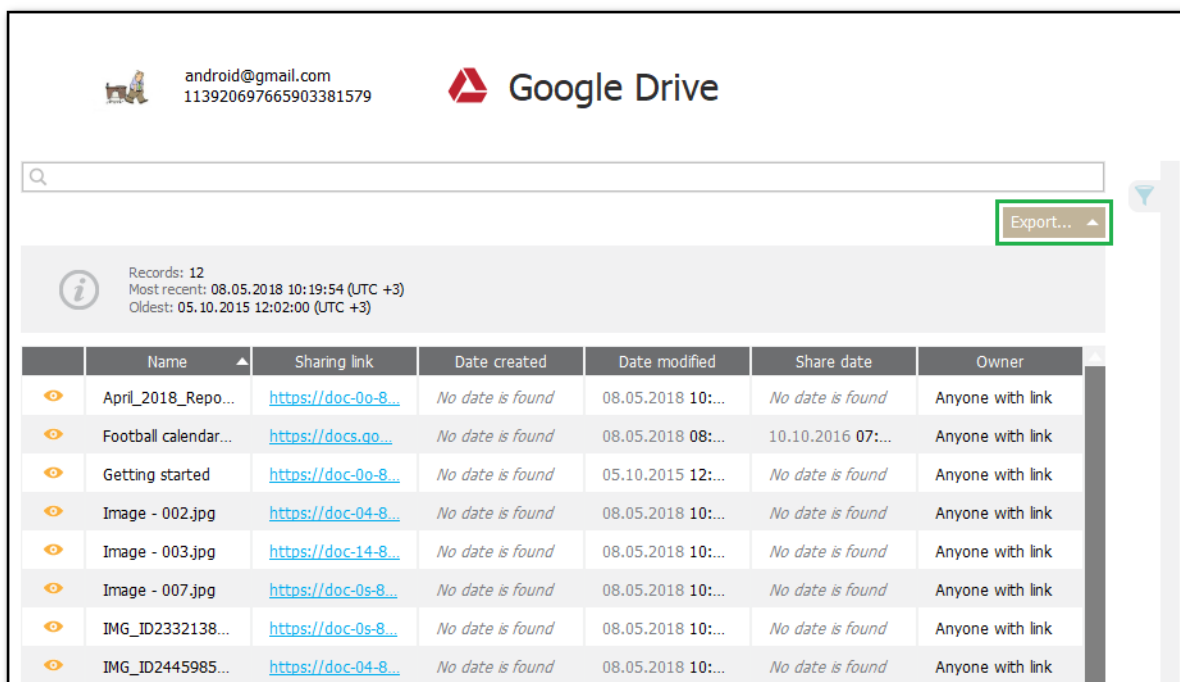 android@gmail.com
113920697665903381579
Google Drive
Export...
Records: 12
Most recent: 08.05.2018 10:19:54 (UTC +3)
Oldest: 05.10.2015 12:02:00 (UTC +3)
Name Sharing link Date created Date modified Share date Owner
April_2018_Repo... https://doc-0o-8... No date is found 08.05.2018 10:... No date is found Anyone with link
Football calendar... https://docs.go... No date is found 08.05.2018 08:... 10.10.2016 07:... Anyone with link
Getting started https://doc-0o-8... No date is found 05.10.2015 12:... No date is found Anyone with link
Image - 002.jpg https://doc-04-8... No date is found 08.05.2018 10:... No date is found Anyone with link
Image - 003.jpg https://doc-14-8... No date is found 08.05.2018 10:... No date is found Anyone with link
Image - 007.jpg https://doc-0s-8... No date is found 08.05.2018 10:... No date is found Anyone with link
IMG_ID2332138... https://doc-0s-8... No date is found 08.05.2018 10:... No date is found Anyone with link
IMG_ID2445985... https://doc-04-8... No date is found 08.05.2018 10:... No date is found Anyone with link